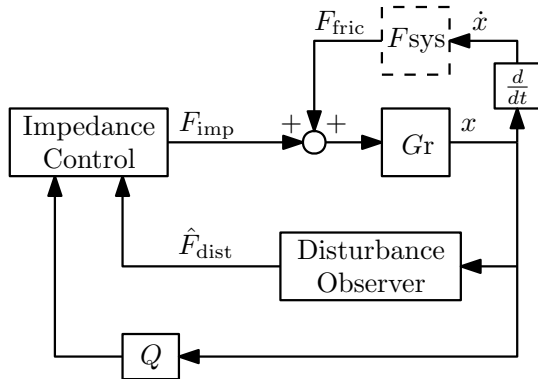 F_fric
Fsys
ẋ
d/dt
Impedance
Control
F_imp
+
+
Gr
x
F̂_dist
Disturbance
Observer
Q